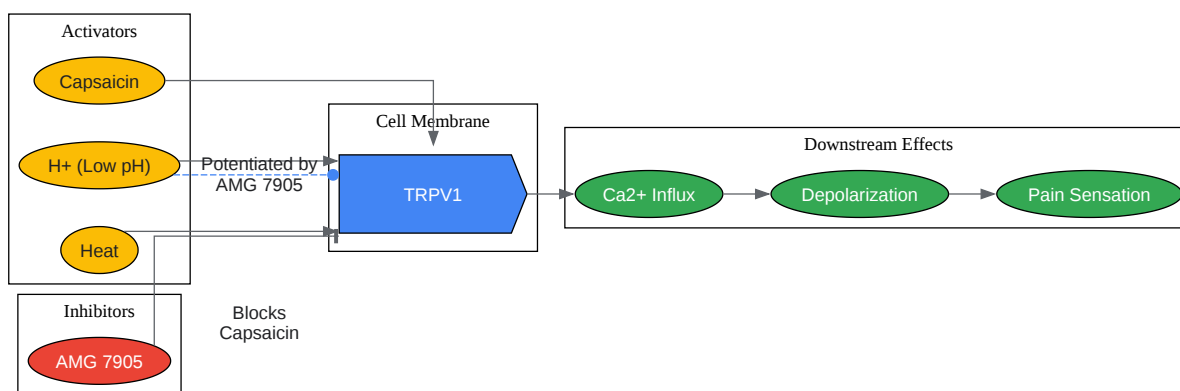 Activators
Capsaicin
H+ (Low pH)
Heat
Potentiated by
AMG 7905
Cell Membrane
TRPV1
Downstream Effects
Ca2+ Influx
Depolarization
Pain Sensation
Inhibitors
AMG 7905
Blocks
Capsaicin